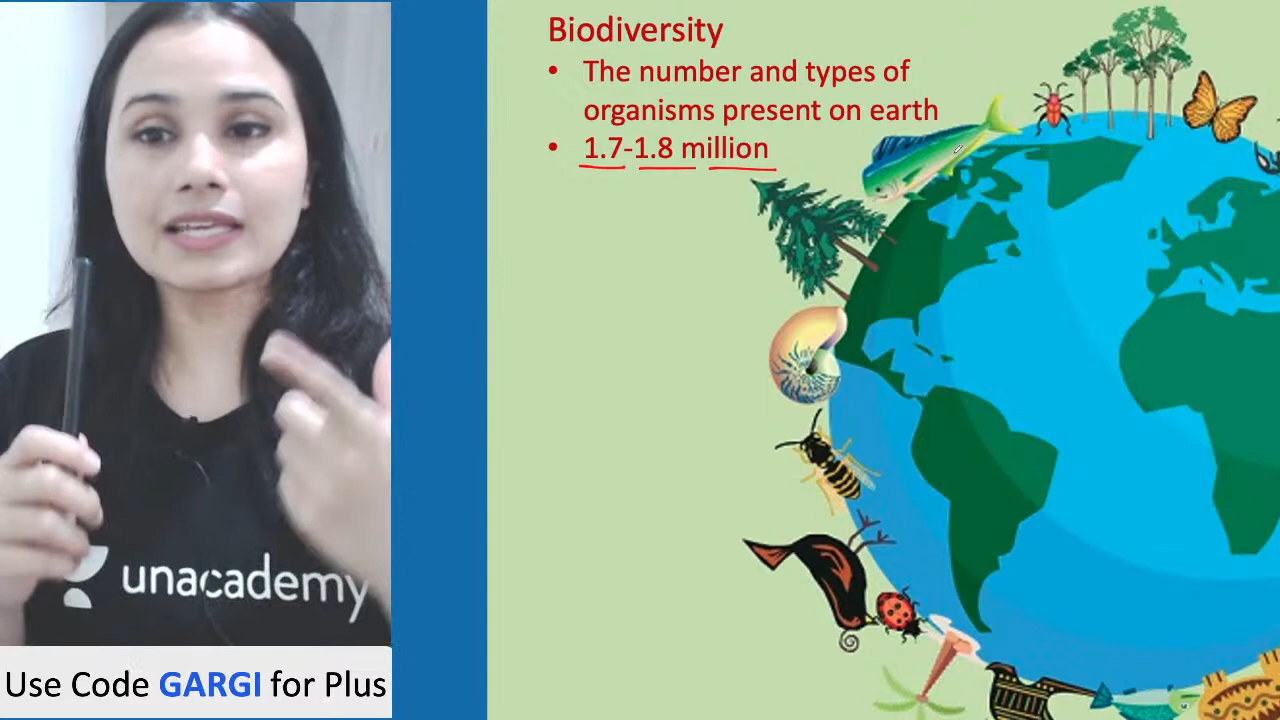 Biodiversity
• The number and types of
organisms present on earth
• 1.7-1.8 million
unacademy
Use Code GARGI for Plus